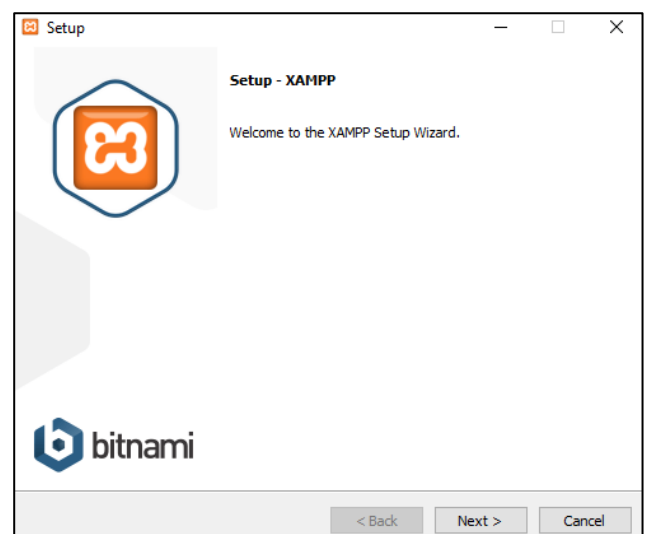 Setup
Setup - XAMPP
Welcome to the XAMPP Setup Wizard.
bitnami
< Back Next > Cancel